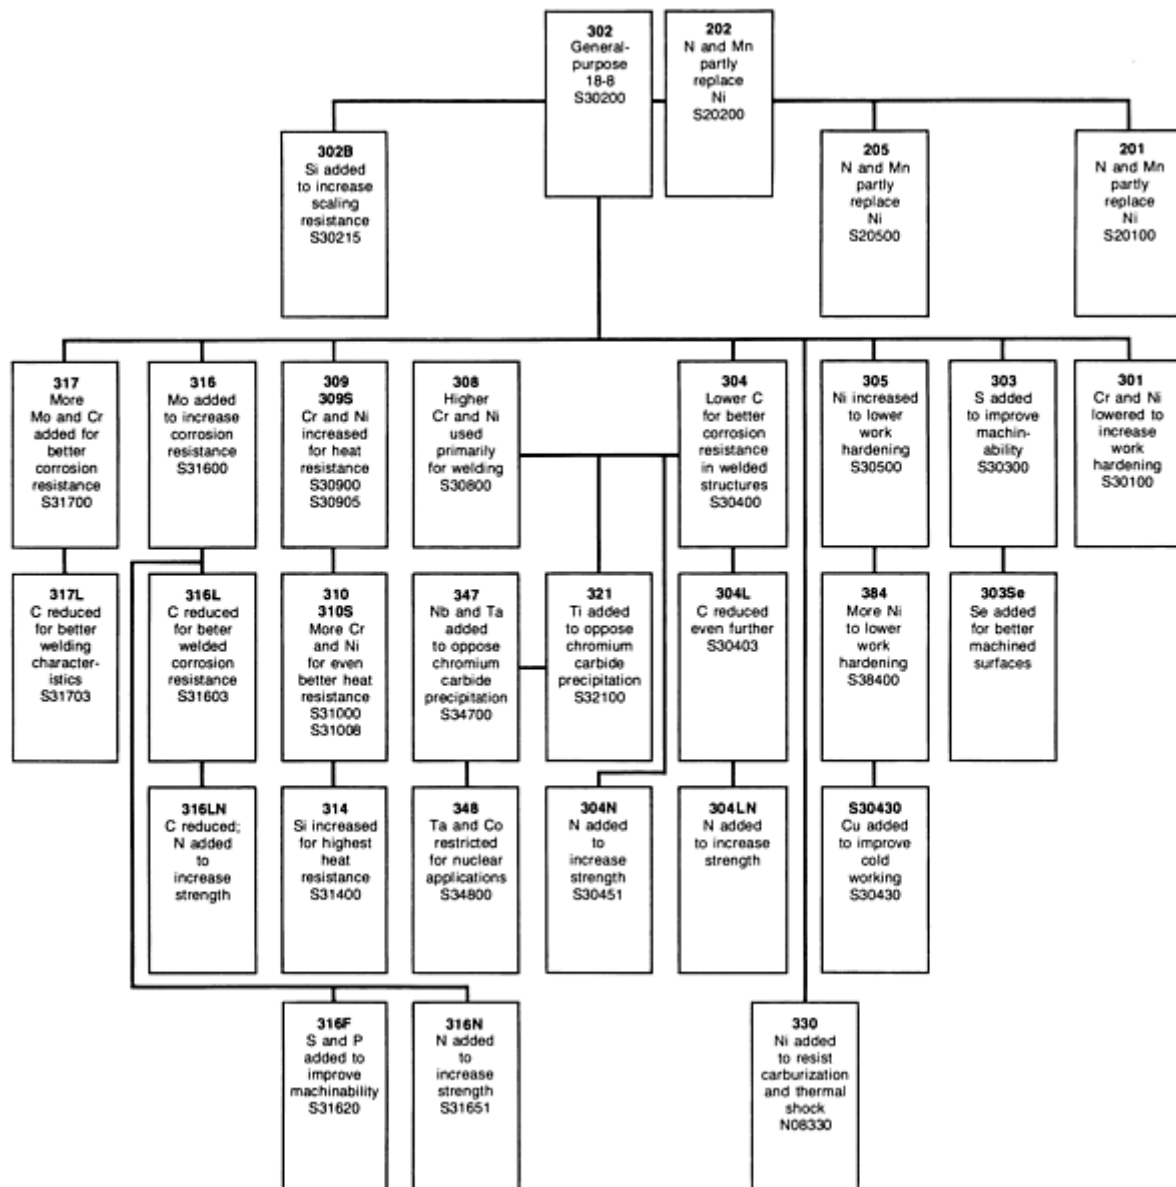 302
General-
purpose
18-8
S30200
202
N and Mn
partly
replace
Ni
S20200
302B
Si added
to increase
scaling
resistance
S30215
205
N and Mn
partly
replace
Ni
S20500
201
N and Mn
partly
replace
Ni
S20100
317
More
Mo and Cr
added for
better
corrosion
resistance
S31700
316
Mo added
to increase
corrosion
resistance
S31600
309
309S
Cr and Ni
increased
for heat
resistance
S30900
S30905
308
Higher
Cr and Ni
used
primarily
for welding
S30800
304
Lower C
for better
corrosion
resistance
in welded
structures
S30400
305
Ni increased
to lower
work
hardening
S30500
303
S added
to improve
machin-
ability
S30300
301
Cr and Ni
lowered to
increase
work
hardening
S30100
317L
C reduced
for better
welding
character-
istics
S31703
316L
C reduced
for beter
welded
corrosion
resistance
S31603
310
310S
More Cr
and Ni
for even
better heat
resistance
S31000
S31008
347
Nb and Ta
added
to oppose
chromium
carbide
precipitation
S34700
321
Ti added
to oppose
chromium
carbide
precipitation
S32100
304L
C reduced
even further
S30403
384
More Ni
to lower
work
hardening
S38400
303Se
Se added
for better
machined
surfaces
316LN
C reduced;
N added
to
increase
strength
314
Si increased
for highest
heat
resistance
S31400
348
Ta and Co
restricted
for nuclear
applications
S34800
304N
N added
to
increase
strength
S30451
304LN
N added
to increase
strength
S30430
Cu added
to improve
cold
working
S30430
316F
S and P
added to
improve
machinability
S31620
316N
N added
to
increase
strength
S31651
330
Ni added
to resist
carburization
and thermal
shock
N08330